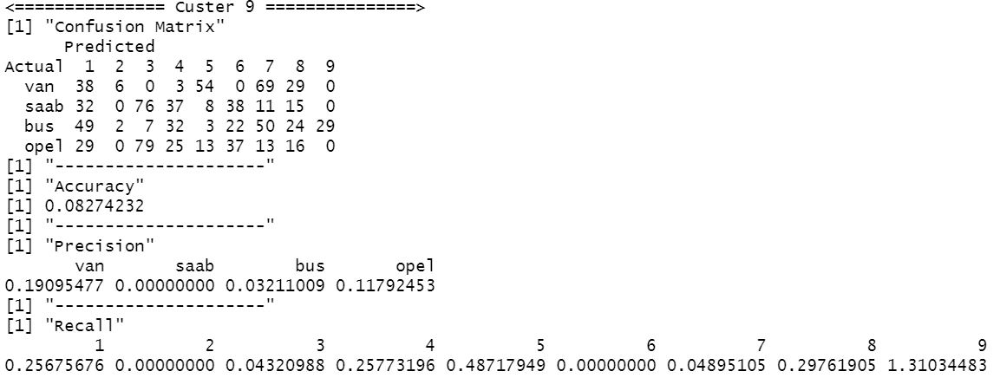 <=============== Custer 9 ===============>
[1] "Confusion Matrix"
      Predicted
Actual  1  2  3  4  5  6  7  8  9
  van  38  6  0  3 54  0 69 29  0
  saab 32  0 76 37  8 38 11 15  0
  bus  49  2  7 32  3 22 50 24 29
  opel 29  0 79 25 13 37 13 16  0
[1] "---------------------"
[1] "Accuracy"
[1] 0.08274232
[1] "---------------------"
[1] "Precision"
       van       saab        bus       opel
0.19095477 0.00000000 0.03211009 0.11792453
[1] "---------------------"
[1] "Recall"
         1          2          3          4          5          6          7          8          9
0.25675676 0.00000000 0.04320988 0.25773196 0.48717949 0.00000000 0.04895105 0.29761905 1.31034483